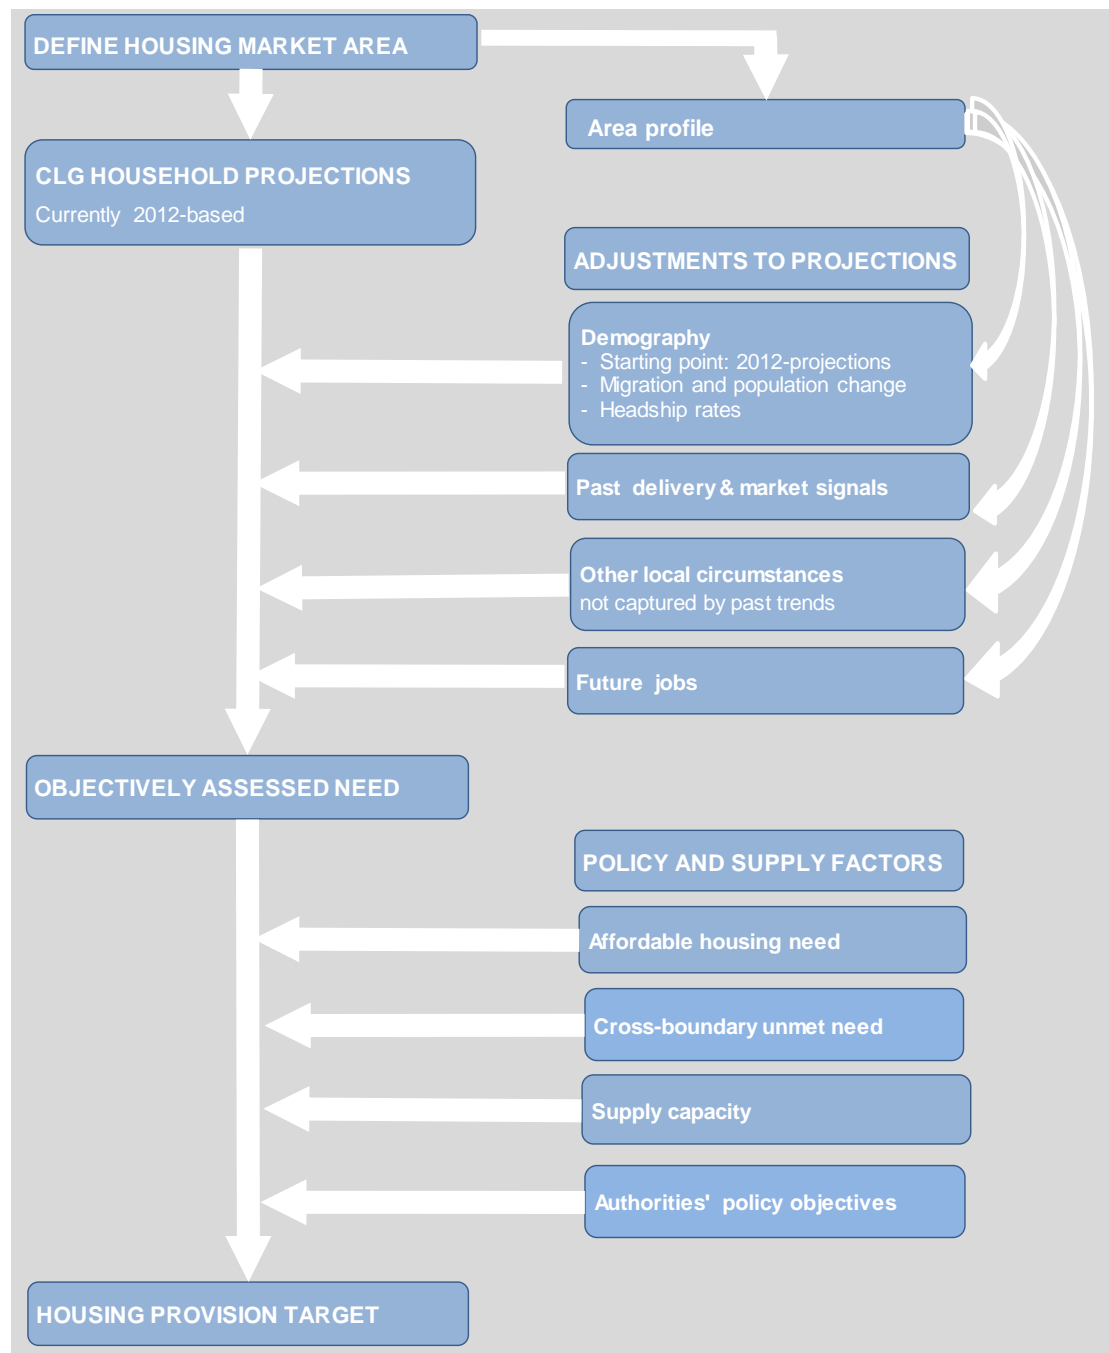 DEFINE HOUSING MARKET AREA
Area profile
CLG HOUSEHOLD PROJECTIONS
Currently 2012-based
ADJUSTMENTS TO PROJECTIONS
Demography
- Starting point: 2012-projections
- Migration and population change
- Headship rates
Past delivery & market signals
Other local circumstances
not captured by past trends
Future jobs
OBJECTIVELY ASSESSED NEED
POLICY AND SUPPLY FACTORS
Affordable housing need
Cross-boundary unmet need
Supply capacity
Authorities' policy objectives
HOUSING PROVISION TARGET